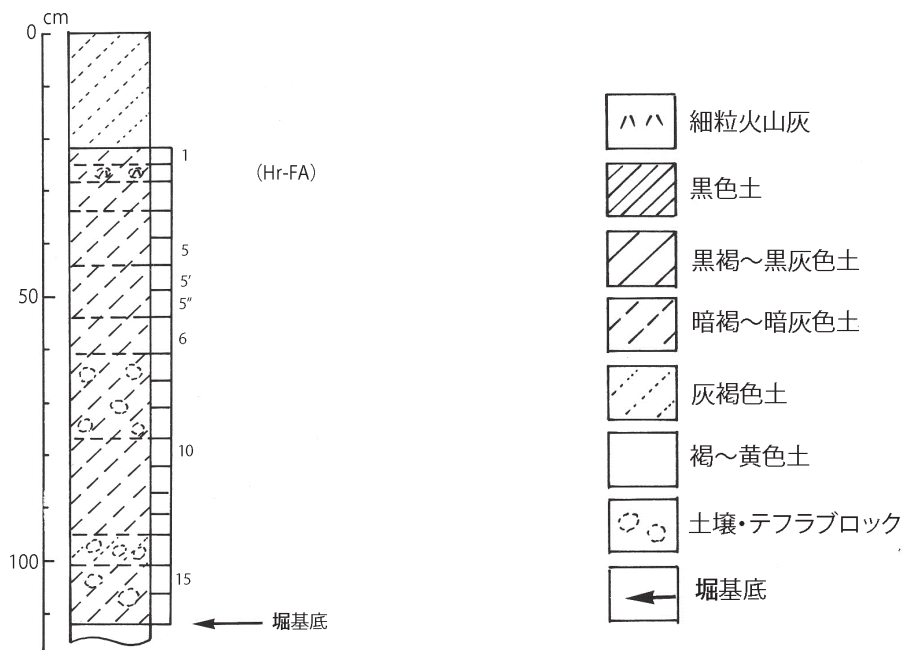 cm
0
50
100
1
5
5′
5″
6
10
15
(Hr-FA)
堀基底
細粒火山灰
黒色土
黒褐～黒灰色土
暗褐～暗灰色土
灰褐色土
褐～黄色土
土壌・テフラブロック
堀基底